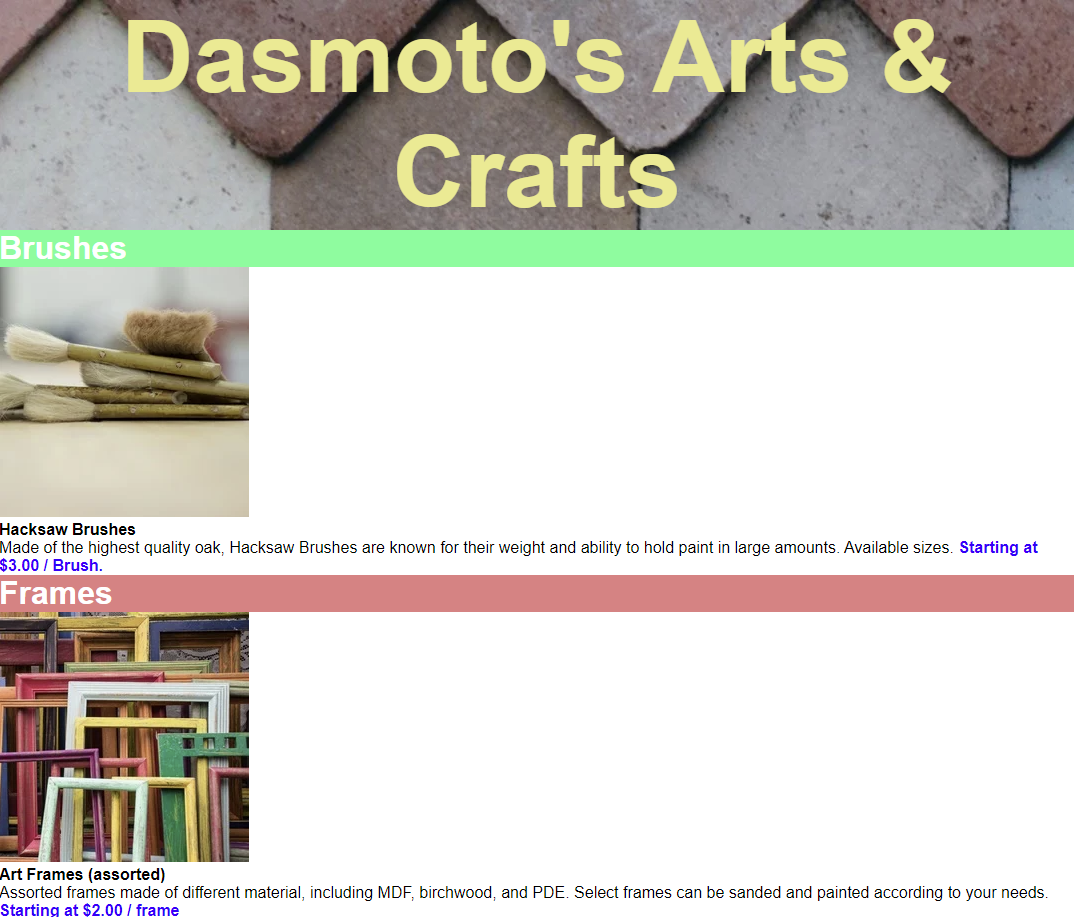 Dasmoto's Arts &
Crafts
Brushes
Hacksaw Brushes
Made of the highest quality oak, Hacksaw Brushes are known for their weight and ability to hold paint in large amounts. Available sizes. Starting at
$3.00 / Brush.
Frames
Art Frames (assorted)
Assorted frames made of different material, including MDF, birchwood, and PDE. Select frames can be sanded and painted according to your needs.
Starting at $2.00 / frame